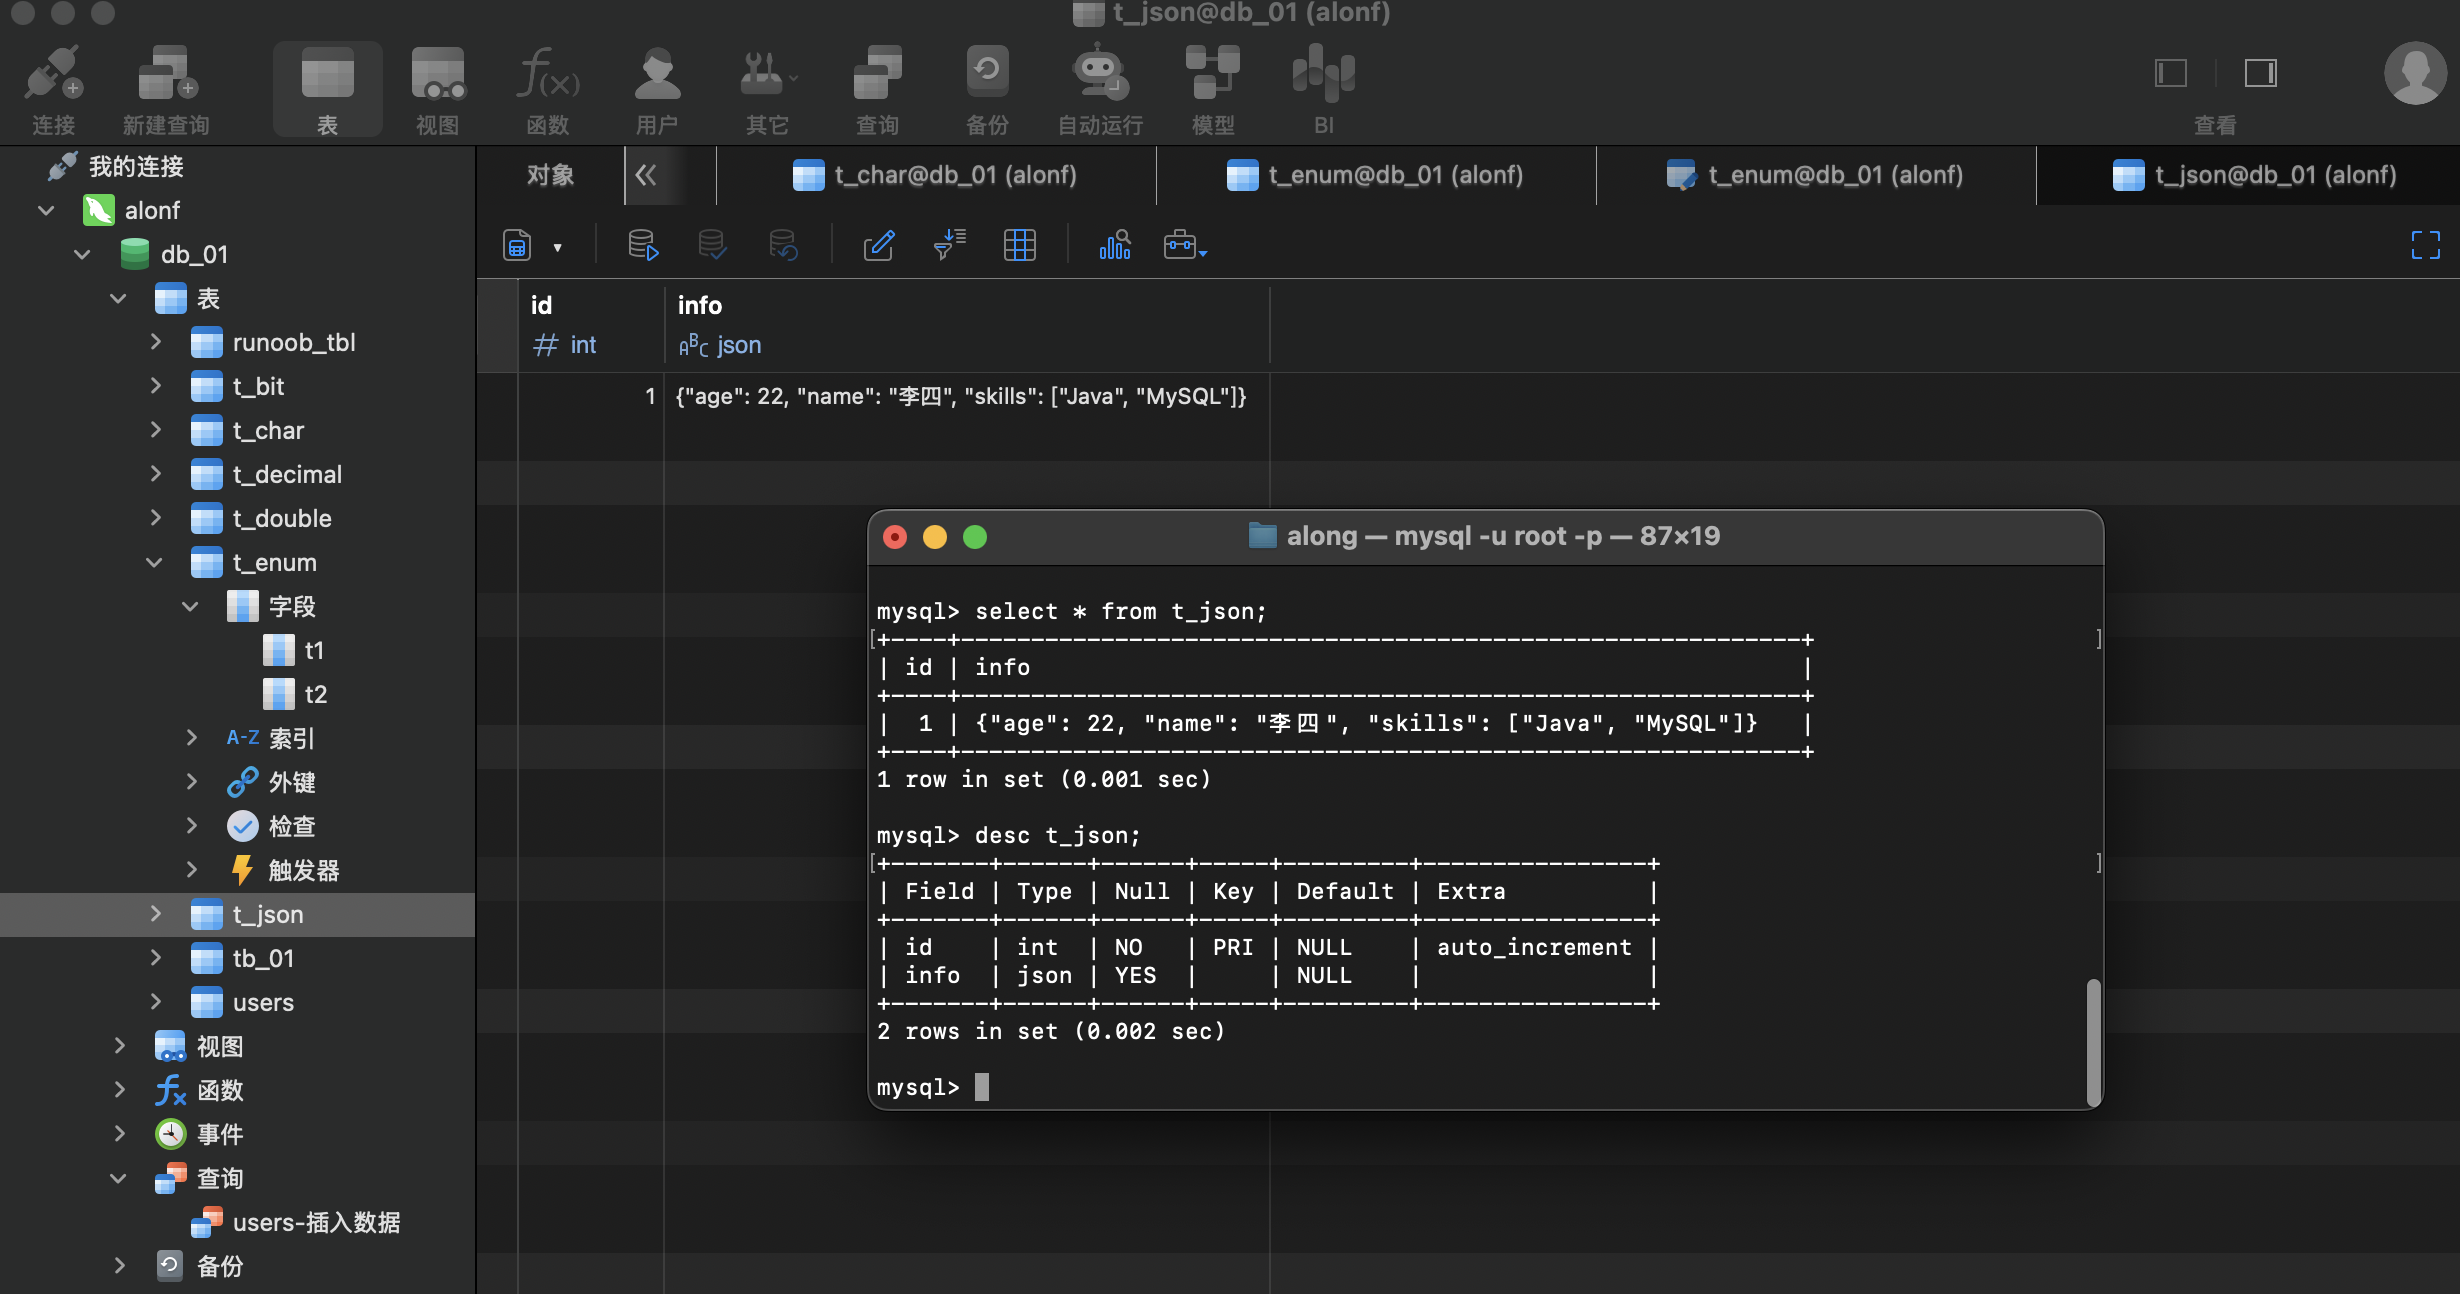 t_json@db_01 (alonf)
连接
新建查询
表
视图
函数
用户
其它
查询
备份
自动运行
模型
BI
查看
我的连接
alonf
db_01
表
runoob_tbl
t_bit
t_char
t_decimal
t_double
t_enum
字段
t1
t2
A-Z 索引
外键
检查
触发器
t_json
tb_01
users
视图
函数
事件
查询
users-插入数据
备份
对象
t_char@db_01 (alonf)
t_enum@db_01 (alonf)
t_enum@db_01 (alonf)
t_json@db_01 (alonf)
id
# int
info
ABC json
1 {"age": 22, "name": "李四", "skills": ["Java", "MySQL"]}
along — mysql -u root -p — 87×19
mysql> select * from t_json;
+----+------------------------------------------------------------+
| id | info                                                       |
+----+------------------------------------------------------------+
|  1 | {"age": 22, "name": "李四", "skills": ["Java", "MySQL"]}   |
+----+------------------------------------------------------------+
1 row in set (0.001 sec)
mysql> desc t_json;
+-------+------+------+-----+---------+----------------+
| Field | Type | Null | Key | Default | Extra          |
+-------+------+------+-----+---------+----------------+
| id    | int  | NO   | PRI | NULL    | auto_increment |
| info  | json | YES  |     | NULL    |                |
+-------+------+------+-----+---------+----------------+
2 rows in set (0.002 sec)
mysql>